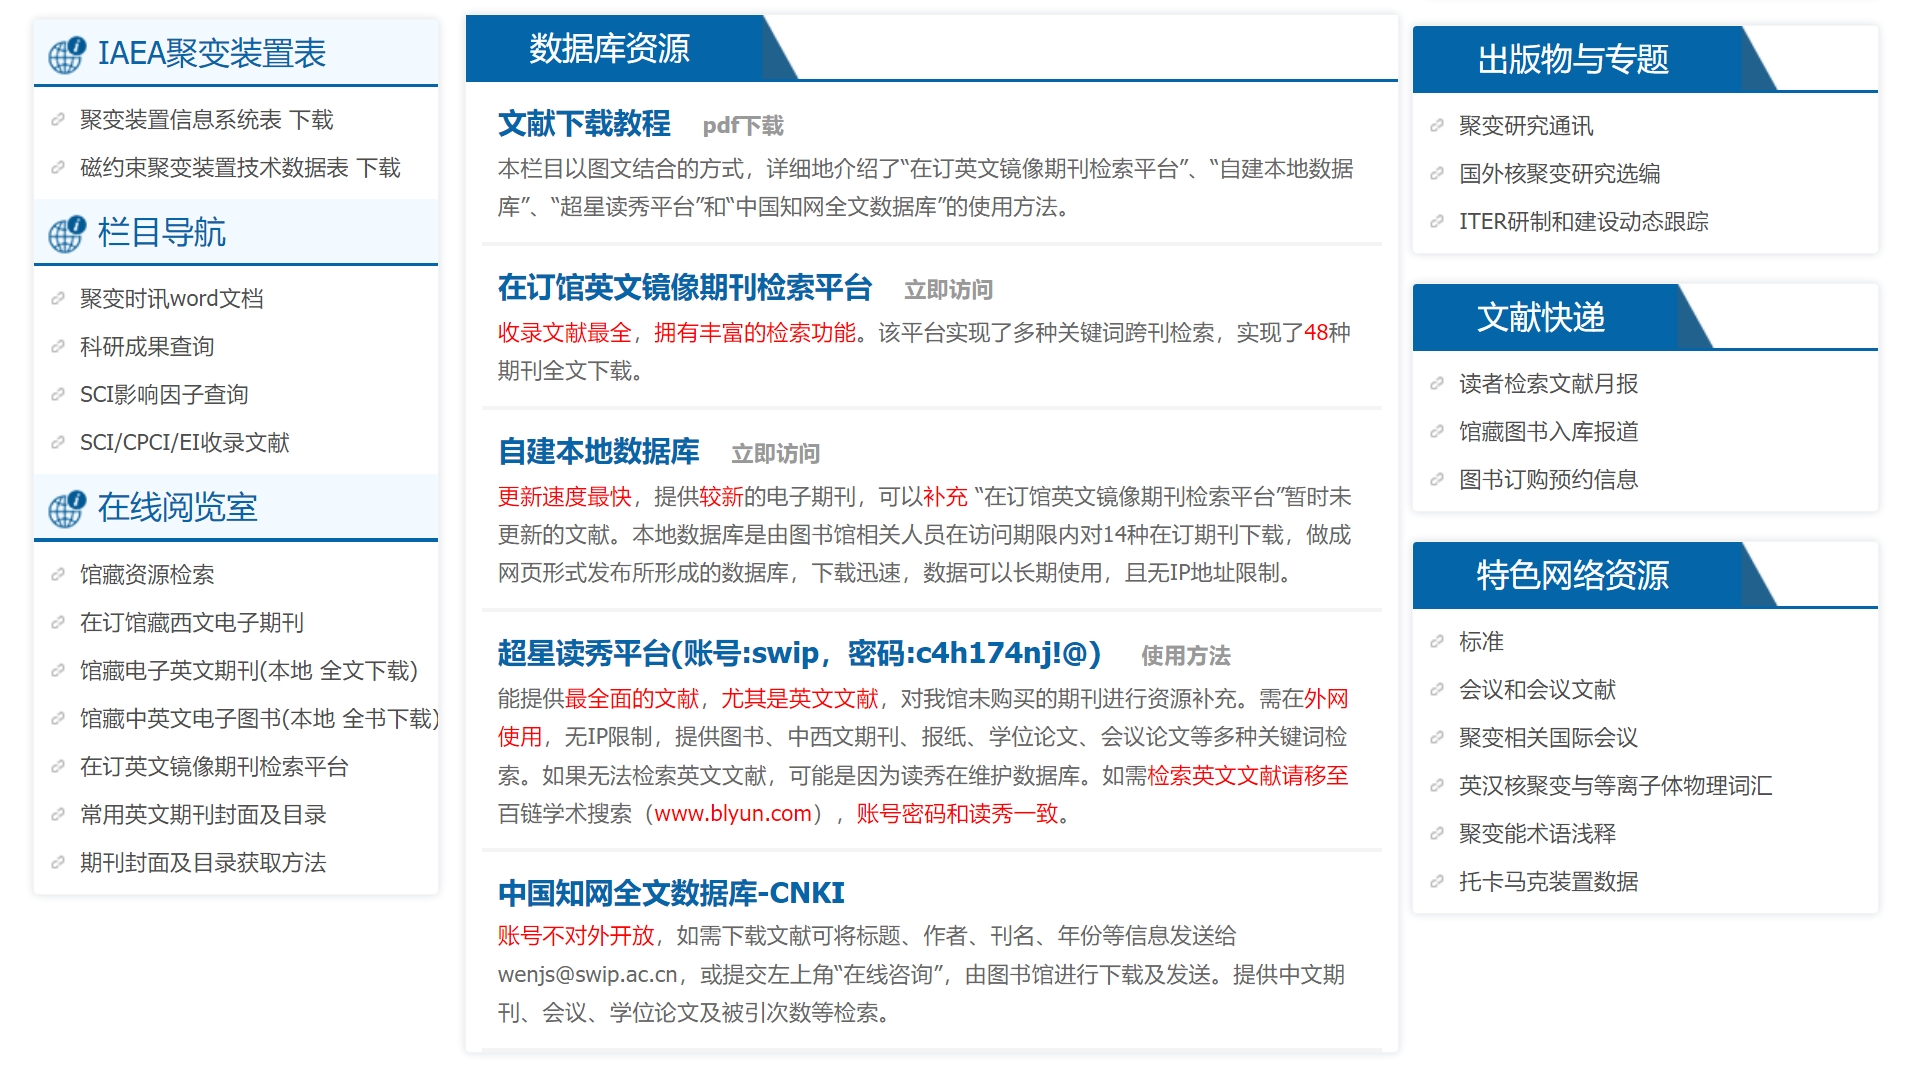 IAEA聚变装置表
聚变装置信息系统表 下载
磁约束聚变装置技术数据表 下载
栏目导航
聚变时讯word文档
科研成果查询
SCI影响因子查询
SCI/CPCI/EI收录文献
在线阅览室
馆藏资源检索
在订馆藏西文电子期刊
馆藏电子英文期刊(本地 全文下载)
馆藏中英文电子图书(本地 全书下载)
在订英文镜像期刊检索平台
常用英文期刊封面及目录
期刊封面及目录获取方法
数据库资源
文献下载教程 pdf下载
本栏目以图文结合的方式，详细地介绍了“在订英文镜像期刊检索平台”、“自建本地数据
库”、“超星读秀平台”和“中国知网全文数据库”的使用方法。
在订馆英文镜像期刊检索平台 立即访问
收录文献最全，拥有丰富的检索功能。该平台实现了多种关键词跨刊检索，实现了48种
期刊全文下载。
自建本地数据库 立即访问
更新速度最快，提供较新的电子期刊，可以补充 “在订馆英文镜像期刊检索平台”暂时未
更新的文献。本地数据库是由图书馆相关人员在访问期限内对14种在订期刊下载，做成
网页形式发布所形成的数据库，下载迅速，数据可以长期使用，且无IP地址限制。
超星读秀平台(账号:swip，密码:c4h174nj!@) 使用方法
能提供最全面的文献，尤其是英文文献，对我馆未购买的期刊进行资源补充。需在外网
使用，无IP限制，提供图书、中西文期刊、报纸、学位论文、会议论文等多种关键词检
索。如果无法检索英文文献，可能是因为读秀在维护数据库。如需检索英文文献请移至
百链学术搜索（www.blyun.com），账号密码和读秀一致。
中国知网全文数据库-CNKI
账号不对外开放，如需下载文献可将标题、作者、刊名、年份等信息发送给
wenjs@swip.ac.cn，或提交左上角“在线咨询”，由图书馆进行下载及发送。提供中文期
刊、会议、学位论文及被引次数等检索。
出版物与专题
聚变研究通讯
国外核聚变研究选编
ITER研制和建设动态跟踪
文献快递
读者检索文献月报
馆藏图书入库报道
图书订购预约信息
特色网络资源
标准
会议和会议文献
聚变相关国际会议
英汉核聚变与等离子体物理词汇
聚变能术语浅释
托卡马克装置数据